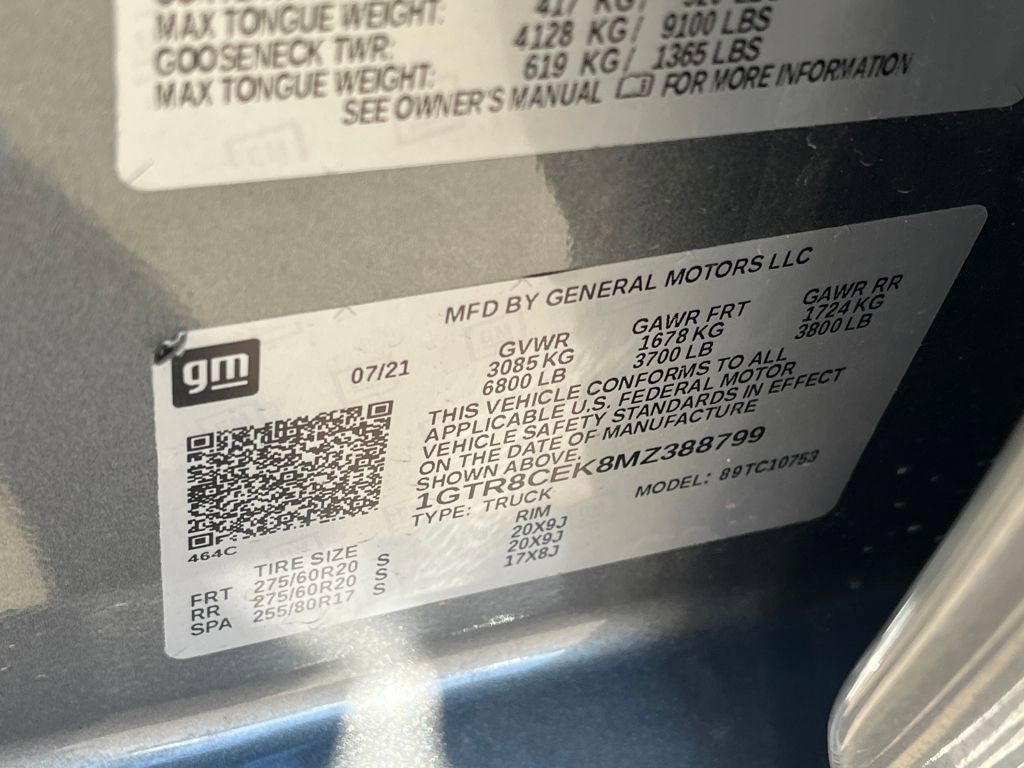 417 KG/
MAX TONGUE WEIGHT: 4128 KG/ 9100 LBS
GOOSENECK TWR: 619 KG/ 1365 LBS
MAX TONGUE WEIGHT:
SEE OWNER'S MANUAL FOR MORE INFORMATION
MFD BY GENERAL MOTORS LLC
gm
07/21
GVWR GAWR FRT GAWR RR
3085 KG 1678 KG 1724 KG
6800 LB 3700 LB 3800 LB
THIS VEHICLE CONFORMS TO ALL
APPLICABLE U.S. FEDERAL MOTOR
VEHICLE SAFETY STANDARDS IN EFFECT
ON THE DATE OF MANUFACTURE
SHOWN ABOVE.
1GTR8CEK8MZ388799
TYPE: TRUCK MODEL: 89TC10753
464C
TIRE SIZE RIM
FRT 275/60R20 S 20X9J
RR 275/60R20 S 20X9J
SPA 255/80R17 S 17X8J